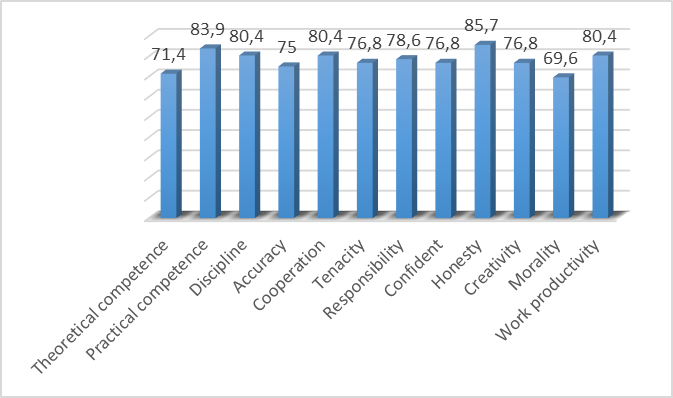 71,4
83,9
80,4
75
80,4
76,8
78,6
76,8
85,7
76,8
69,6
80,4
Theoretical competence
Practical competence
Discipline
Accuracy
Cooperation
Tenacity
Responsibility
Confident
Honesty
Creativity
Morality
Work productivity